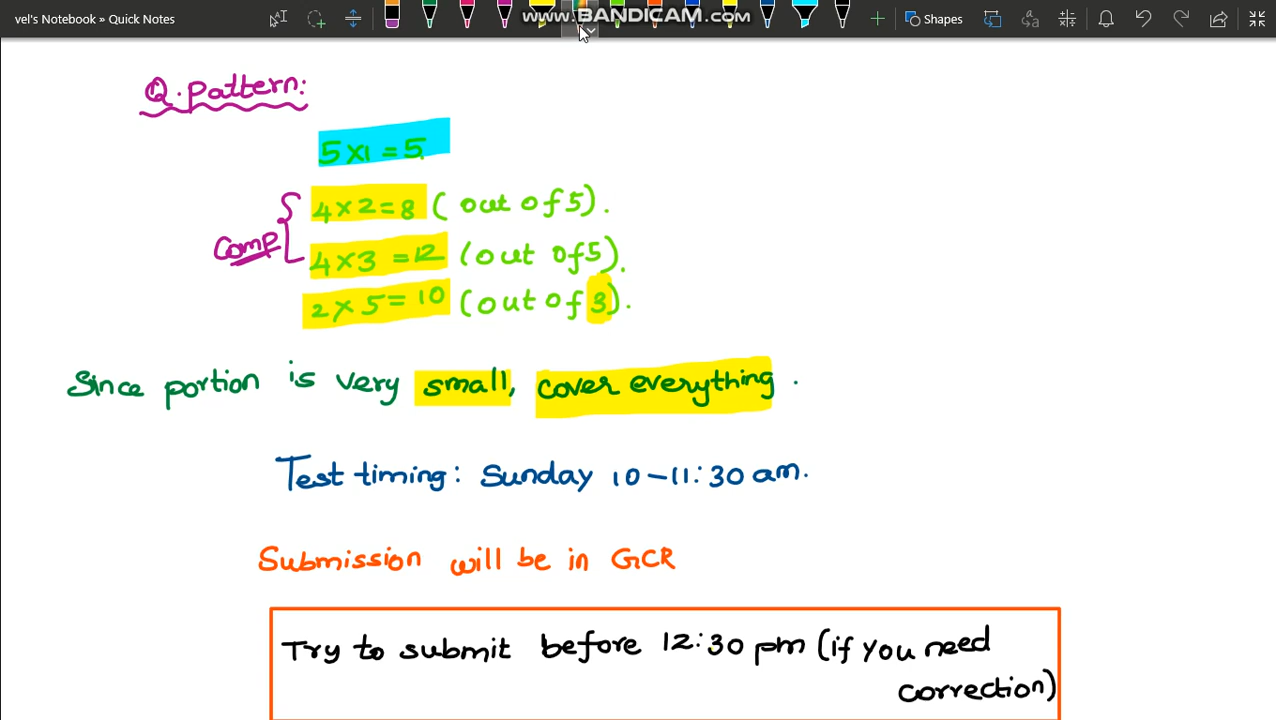 vel's Notebook » Quick Notes
www.BANDICAM.com
Shapes
Q.pattern:
5x1 = 5
4x2=8 (out of 5).
Comp
4x3 =12 (out of5).
2x5=10 (out of 3).
Since portion is very small, cover everything.
Test timing: Sunday 10-11:30 am.
Submission will be in GCR
Try to submit before 12:30 pm (if you need
correction)